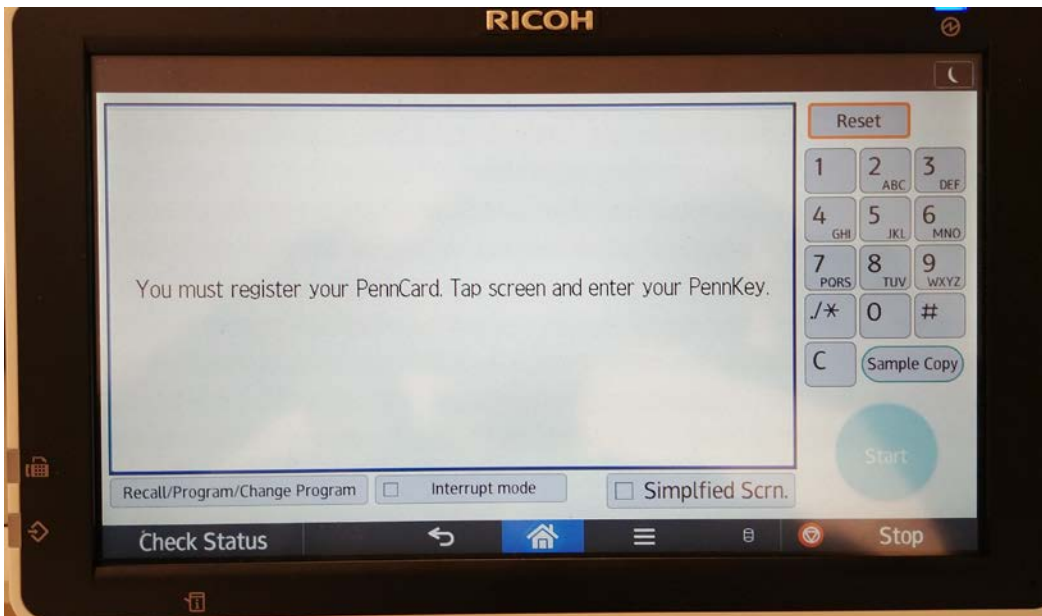 RICOH
Reset
1 2 ABC 3 DEF
4 GHI 5 JKL 6 MNO
7 PQRS 8 TUV 9 WXYZ
You must register your PennCard. Tap screen and enter your PennKey.
./* 0 #
C Sample Copy
Start
Recall/Program/Change Program Interrupt mode Simplfied Scrn.
Check Status Stop